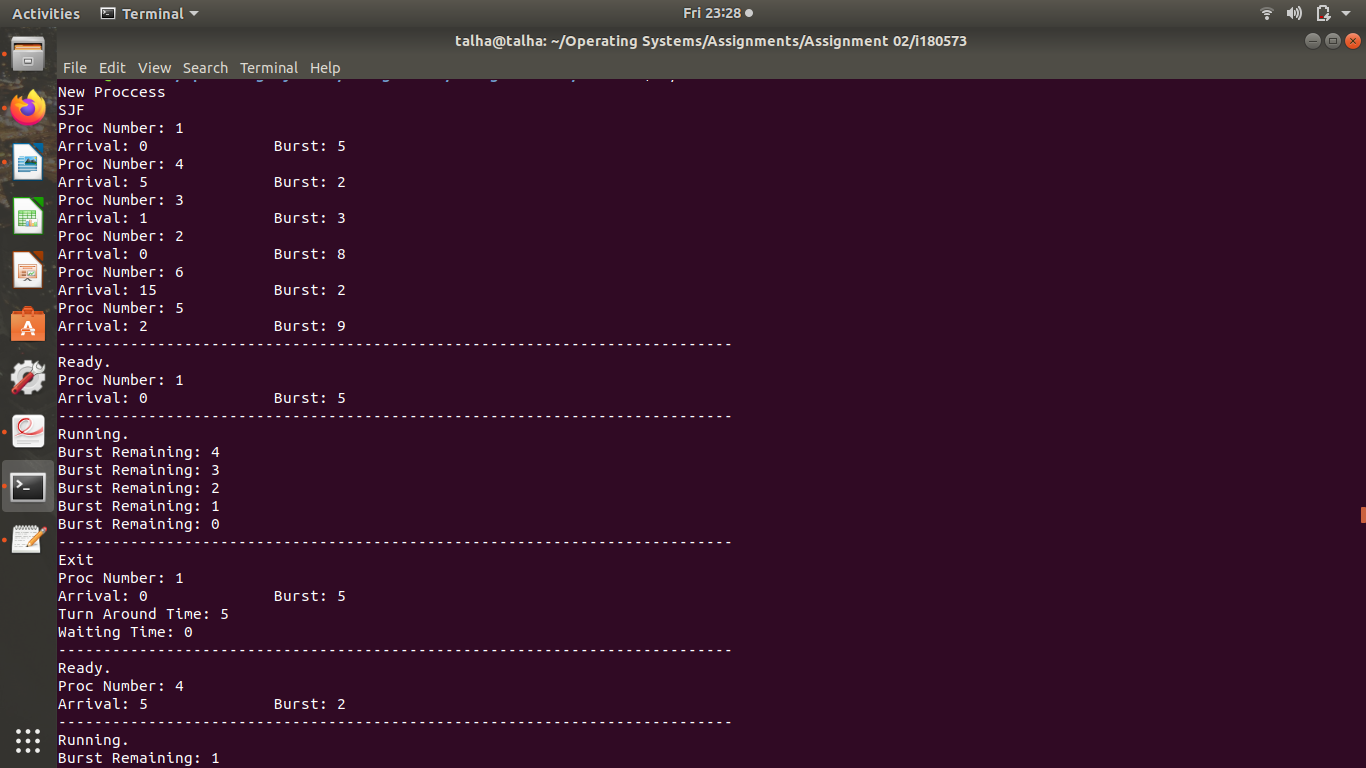 Activities Terminal Fri 23:28
talha@talha: ~/Operating Systems/Assignments/Assignment 02/i180573
File Edit View Search Terminal Help
New Proccess
SJF
Proc Number: 1
Arrival: 0 Burst: 5
Proc Number: 4
Arrival: 5 Burst: 2
Proc Number: 3
Arrival: 1 Burst: 3
Proc Number: 2
Arrival: 0 Burst: 8
Proc Number: 6
Arrival: 15 Burst: 2
Proc Number: 5
Arrival: 2 Burst: 9
---------------------------------------------------------------------------
Ready.
Proc Number: 1
Arrival: 0 Burst: 5
---------------------------------------------------------------------------
Running.
Burst Remaining: 4
Burst Remaining: 3
Burst Remaining: 2
Burst Remaining: 1
Burst Remaining: 0
---------------------------------------------------------------------------
Exit
Proc Number: 1
Arrival: 0 Burst: 5
Turn Around Time: 5
Waiting Time: 0
---------------------------------------------------------------------------
Ready.
Proc Number: 4
Arrival: 5 Burst: 2
---------------------------------------------------------------------------
Running.
Burst Remaining: 1